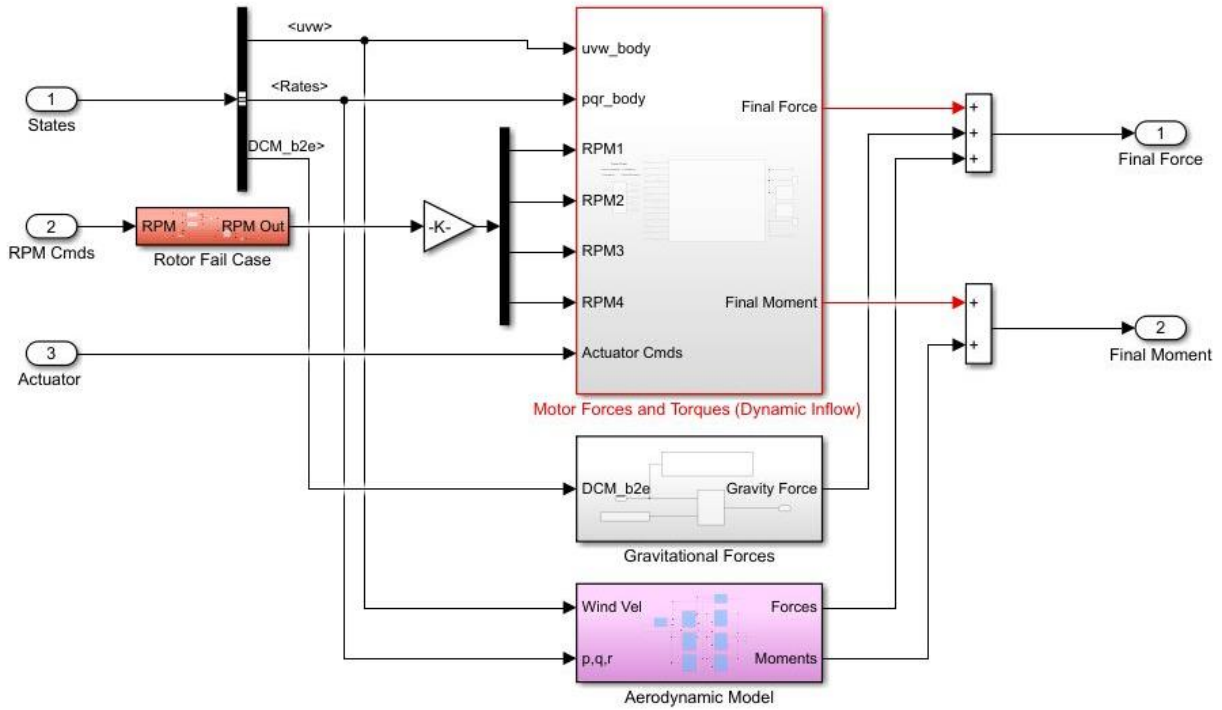 <uvw>
uvw_body
1
States
<Rates>
pqr_body
Final Force
+
+
+
1
Final Force
DCM_b2e>
RPM1
RPM2
2
RPM Cmds
RPM
RPM Out
Rotor Fail Case
-K-
RPM3
RPM4
Final Moment
+
+
2
Final Moment
3
Actuator
Actuator Cmds
Motor Forces and Torques (Dynamic Inflow)
DCM_b2e
Gravity Force
Gravitational Forces
Wind Vel
Forces
p,q,r
Moments
Aerodynamic Model